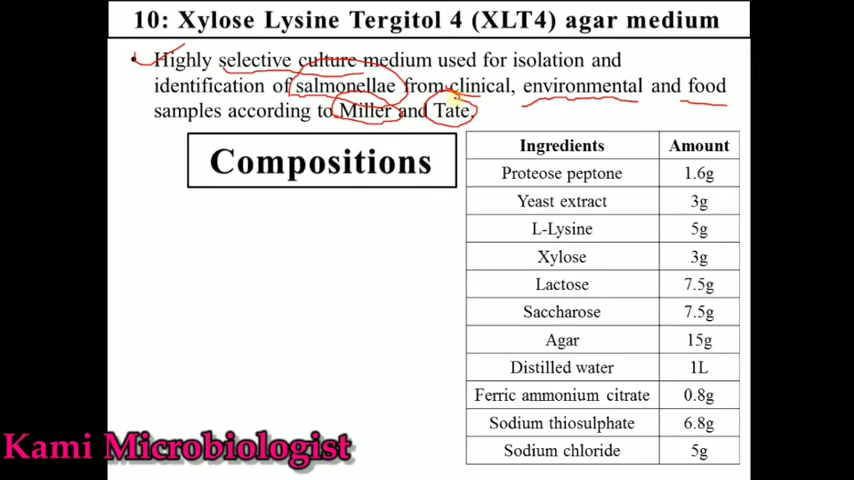 10: Xylose Lysine Tergitol 4 (XLT4) agar medium
• Highly selective culture medium used for isolation and
identification of salmonellae from clinical, environmental and food
samples according to Miller and Tate.
Compositions
Ingredients Amount
Proteose peptone 1.6g
Yeast extract 3g
L-Lysine 5g
Xylose 3g
Lactose 7.5g
Saccharose 7.5g
Agar 15g
Distilled water 1L
Ferric ammonium citrate 0.8g
Sodium thiosulphate 6.8g
Sodium chloride 5g
Kami Microbiologist